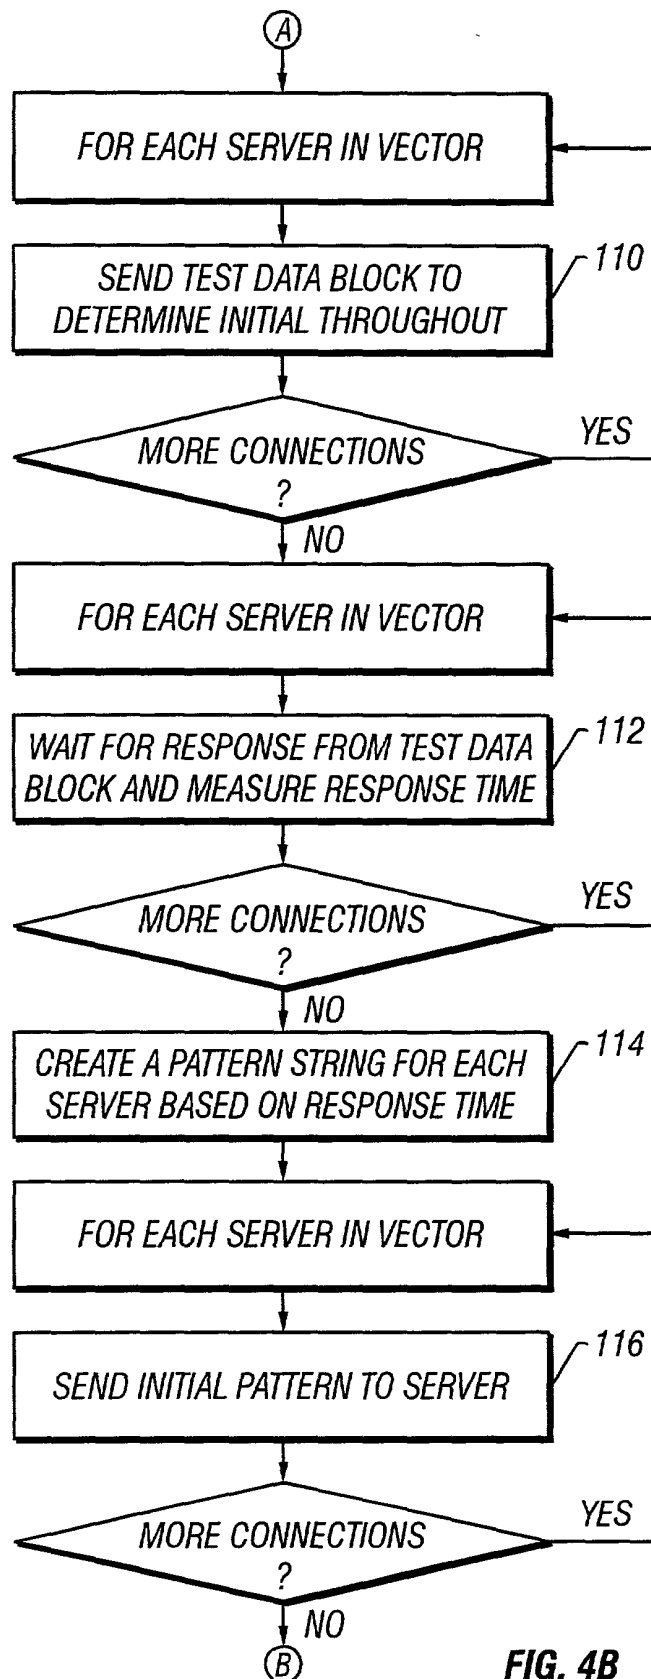 A
FOR EACH SERVER IN VECTOR
110
SEND TEST DATA BLOCK TO
DETERMINE INITIAL THROUGHOUT
MORE CONNECTIONS
?
YES
NO
FOR EACH SERVER IN VECTOR
112
WAIT FOR RESPONSE FROM TEST DATA
BLOCK AND MEASURE RESPONSE TIME
MORE CONNECTIONS
?
YES
NO
114
CREATE A PATTERN STRING FOR EACH
SERVER BASED ON RESPONSE TIME
FOR EACH SERVER IN VECTOR
116
SEND INITIAL PATTERN TO SERVER
MORE CONNECTIONS
?
YES
NO
B
FIG. 4B